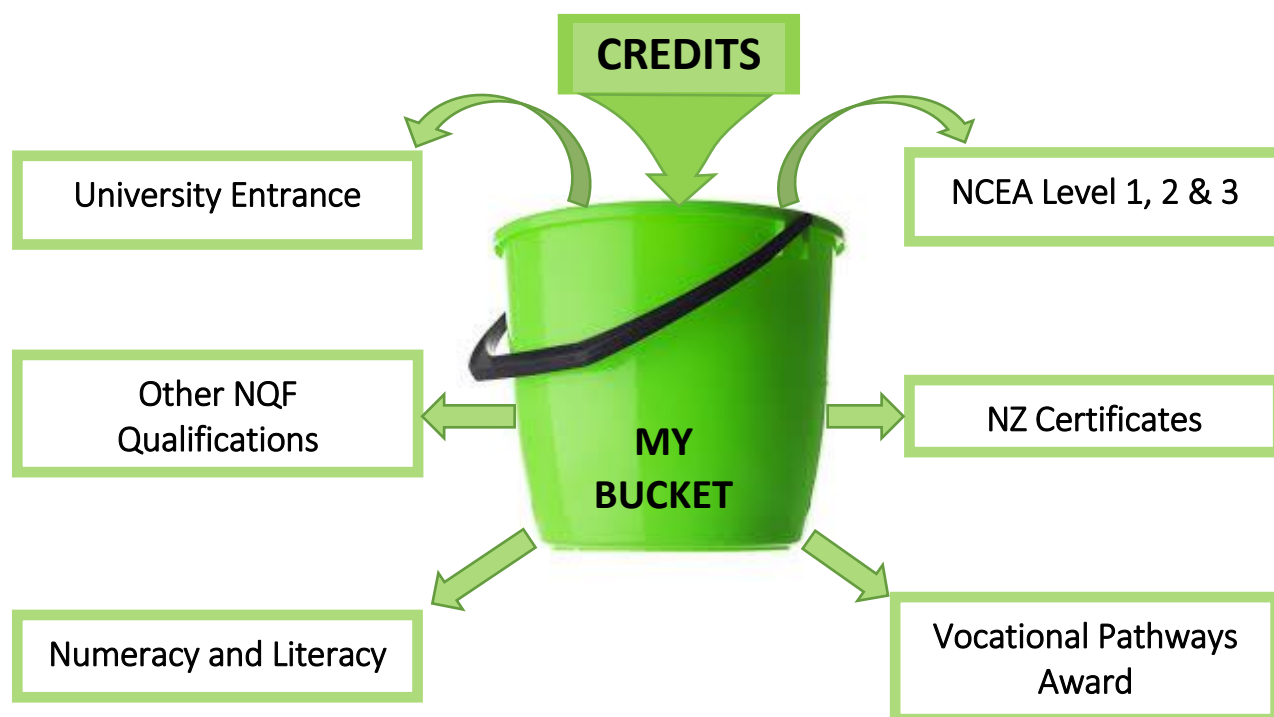 CREDITS
University Entrance
NCEA Level 1, 2 & 3
Other NQF
Qualifications
NZ Certificates
MY
BUCKET
Numeracy and Literacy
Vocational Pathways
Award